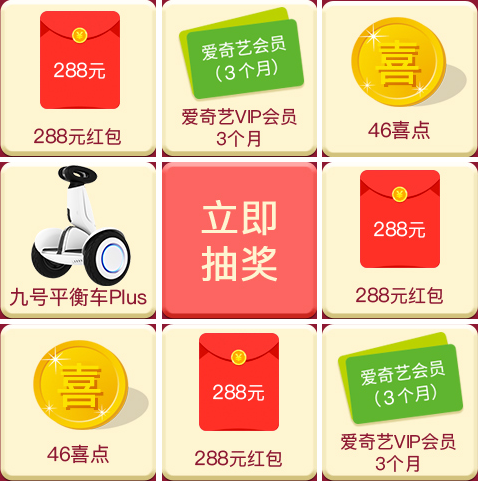 288元
288元红包
爱奇艺会员
（3个月）
爱奇艺VIP会员
3个月
喜
46喜点
九号平衡车Plus
立即
抽奖
288元
288元红包
喜
46喜点
288元
288元红包
爱奇艺会员
（3个月）
爱奇艺VIP会员
3个月